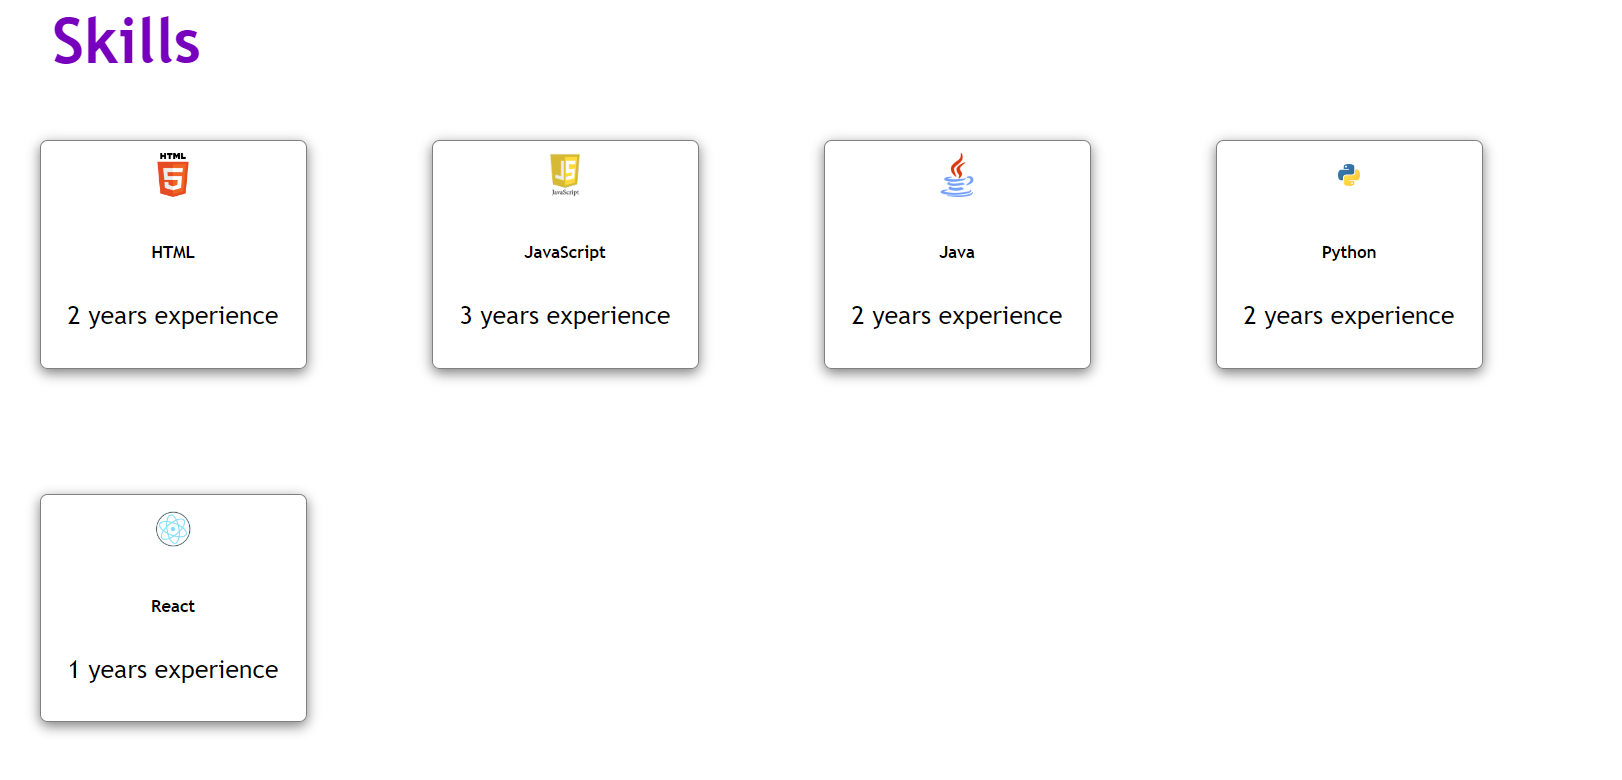 Skills
HTML
5
HTML
2 years experience
JS
JavaScript
JavaScript
3 years experience
Java
2 years experience
Python
2 years experience
React
1 years experience